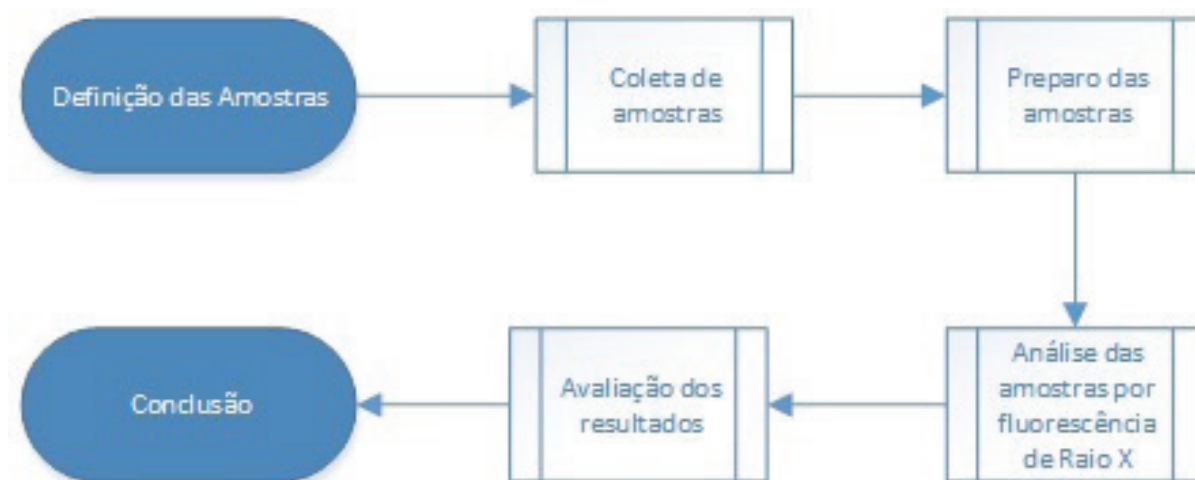 Definição das Amostras
Coleta de
amostras
Preparo das
amostras
Análise das
amostras por
fluorescência
de Raio X
Avaliação dos
resultados
Conclusão